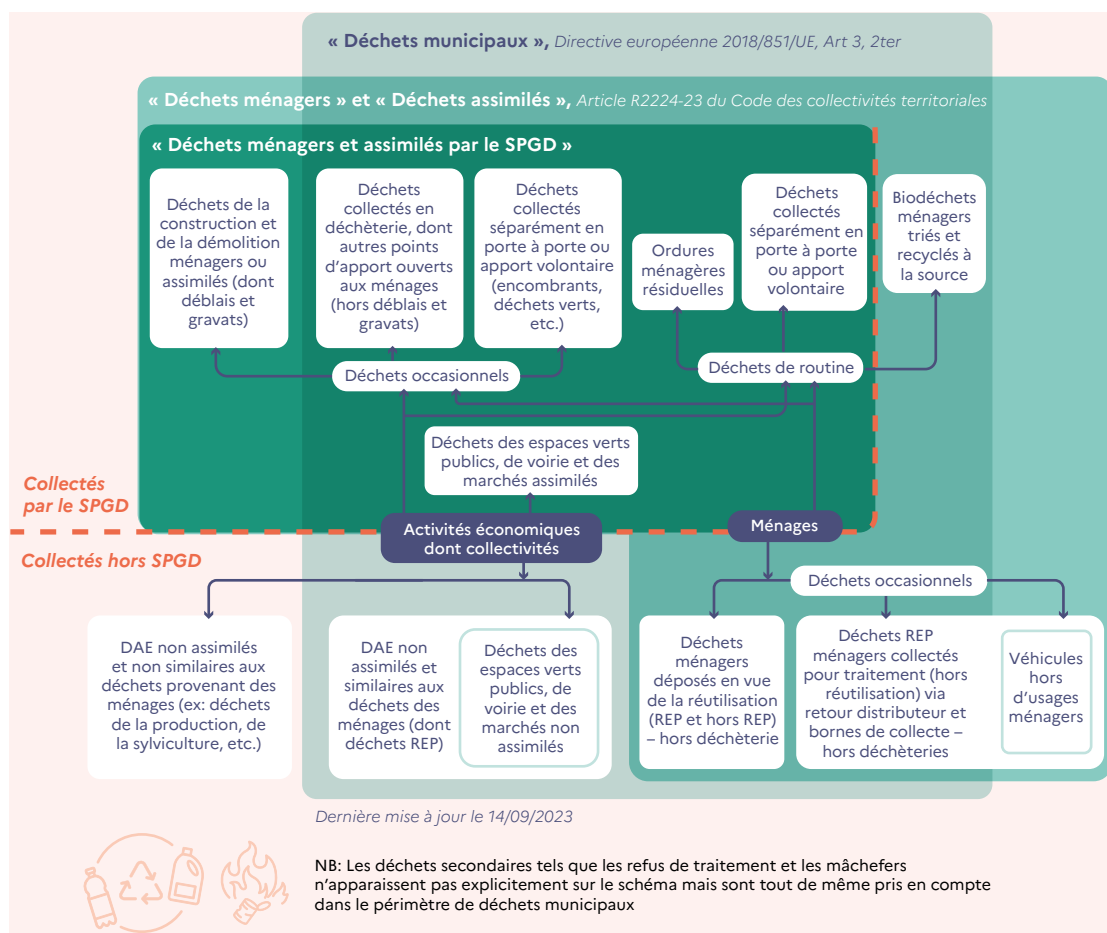 « Déchets municipaux », Directive européenne 2018/851/UE, Art 3, 2ter
« Déchets ménagers » et « Déchets assimilés », Article R2224-23 du Code des collectivités territoriales
« Déchets ménagers et assimilés par le SPGD »
Déchets de la
construction et
de la démolition
ménagers ou
assimilés (dont
déblais et
gravats)
Déchets
collectés en
déchèterie, dont
autres points
d’apport ouverts
aux ménages
(hors déblais et
gravats)
Déchets
collectés
séparément en
porte à porte ou
apport volontaire
(encombrants,
déchets verts,
etc.)
Ordures
ménagères
résiduelles
Déchets
collectés
séparément en
porte à porte
ou apport
volontaire
Biodéchets
ménagers
triés et
recyclés à
la source
Déchets occasionnels
Déchets de routine
Déchets des espaces verts
publics, de voirie et des
marchés assimilés
Collectés
par le SPGD
Activités économiques
dont collectivités
Ménages
Collectés hors SPGD
Déchets occasionnels
DAE non assimilés
et non similaires aux
déchets provenant des
ménages (ex: déchets
de la production, de
la sylviculture, etc.)
DAE non
assimilés et
similaires aux
déchets des
ménages (dont
déchets REP)
Déchets des
espaces verts
publics, de
voirie et des
marchés non
assimilés
Déchets
ménagers
déposés en vue
de la réutilisation
(REP et hors REP)
– hors déchèterie
Déchets REP
ménagers collectés
pour traitement (hors
réutilisation) via
retour distributeur et
bornes de collecte –
hors déchèteries
Véhicules
hors
d’usages
ménagers
Dernière mise à jour le 14/09/2023
NB: Les déchets secondaires tels que les refus de traitement et les mâchefers
n’apparaissent pas explicitement sur le schéma mais sont tout de même pris en compte
dans le périmètre de déchets municipaux